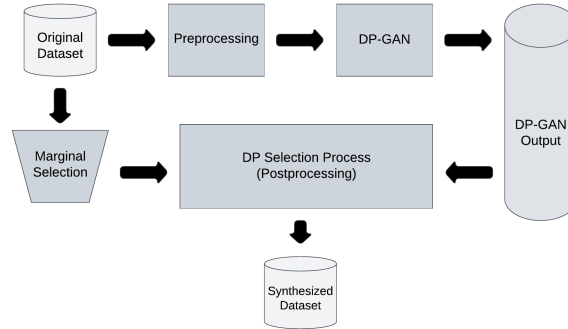 Original
Dataset
Preprocessing
DP-GAN
DP-GAN
Output
Marginal
Selection
DP Selection Process
(Postprocessing)
Synthesized
Dataset